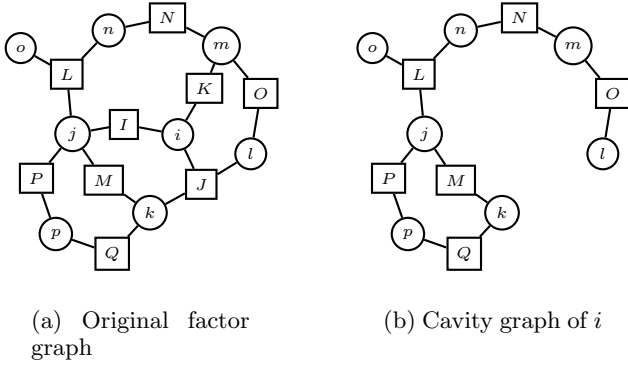 n N n N
o m o m
L K O L O
j I i l j l
P M J P M
k k
p Q p Q
(a) Original factor (b) Cavity graph of i
graph